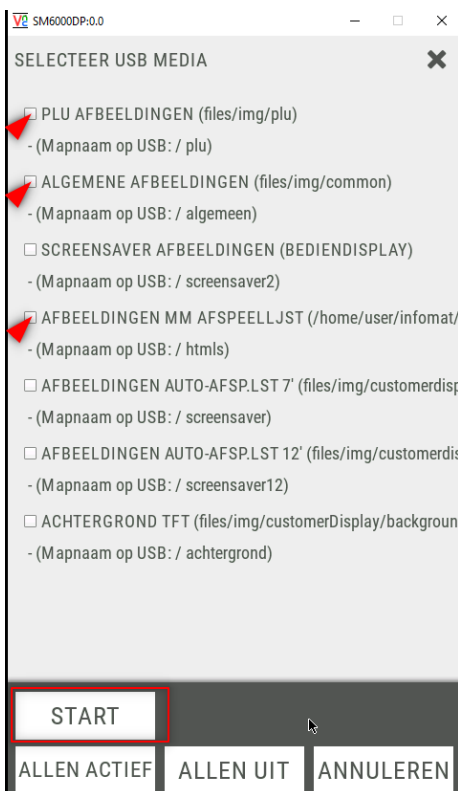 V2 SM6000DP:0.0
SELECTEER USB MEDIA
PLU AFBEELDINGEN (files/img/plu)
- (Mapnaam op USB: / plu)
ALGEMENE AFBEELDINGEN (files/img/common)
- (Mapnaam op USB: / algemeen)
SCREENSAVER AFBEELDINGEN (BEDIENDISPLAY)
- (Mapnaam op USB: / screensaver2)
AFBEELDINGEN MM AFSPEELLJST (/home/user/infomat/
- (Mapnaam op USB: / htmls)
AFBEELDINGEN AUTO-AFSP.LST 7' (files/img/customerdisp
- (Mapnaam op USB: / screensaver)
AFBEELDINGEN AUTO-AFSP.LST 12' (files/img/customerdis
- (Mapnaam op USB: / screensaver12)
ACHTERGROND TFT (files/img/customerDisplay/backgroun
- (Mapnaam op USB: / achtergrond)
START
ALLEN ACTIEF ALLEN UIT ANNULEREN